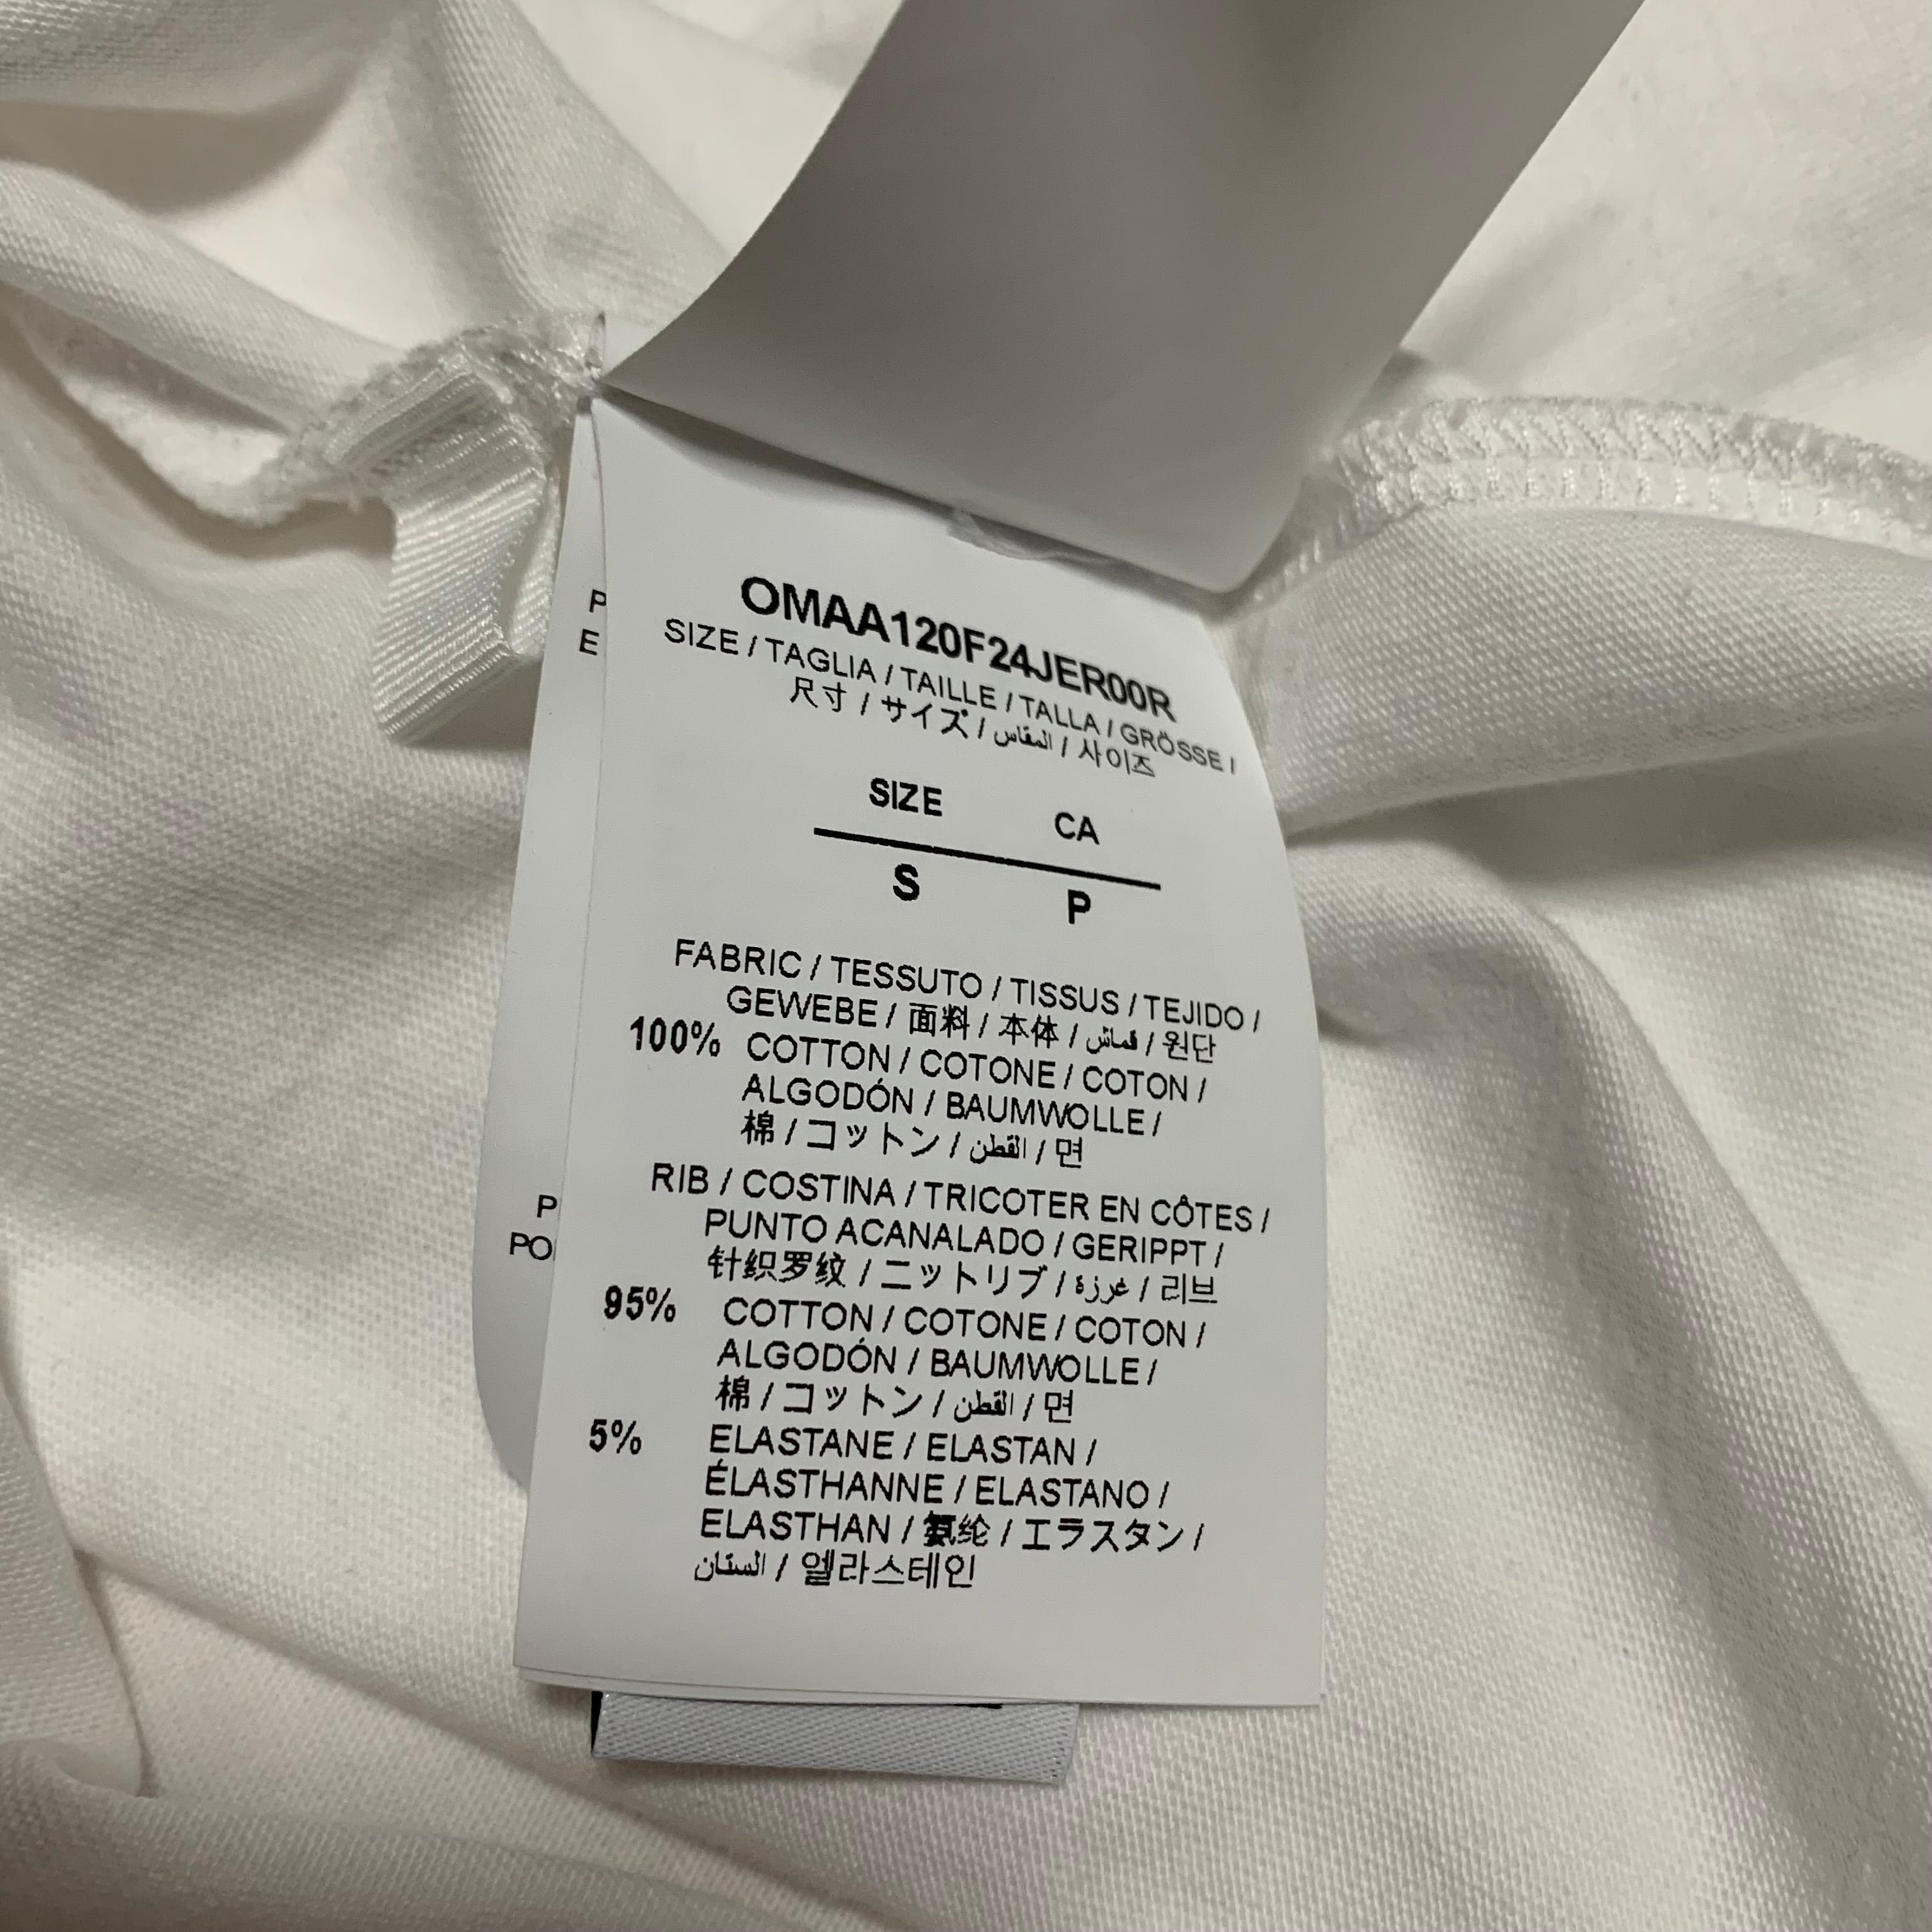 OMAA120F24JER00R
SIZE / TAGLIA / TAILLE / TALLA / GRÖSSE /
尺寸 / サイズ / المقاس / 사이즈
SIZE CA
S P
FABRIC / TESSUTO / TISSUS / TEJIDO /
GEWEBE / 面料 / 本体 / قماش / 원단
100% COTTON / COTONE / COTON /
ALGODÓN / BAUMWOLLE /
棉 / コットン / القطن / 면
RIB / COSTINA / TRICOTER EN CÔTES /
PUNTO ACANALADO / GERIPPT /
针织罗纹 / ニットリブ / غرزة / 리브
95% COTTON / COTONE / COTON /
ALGODÓN / BAUMWOLLE /
棉 / コットン / القطن / 면
5% ELASTANE / ELASTAN /
ÉLASTHANNE / ELASTANO /
ELASTHAN / 氨纶 / エラスタン /
السنان / 엘라스테인
P
E
P
PO